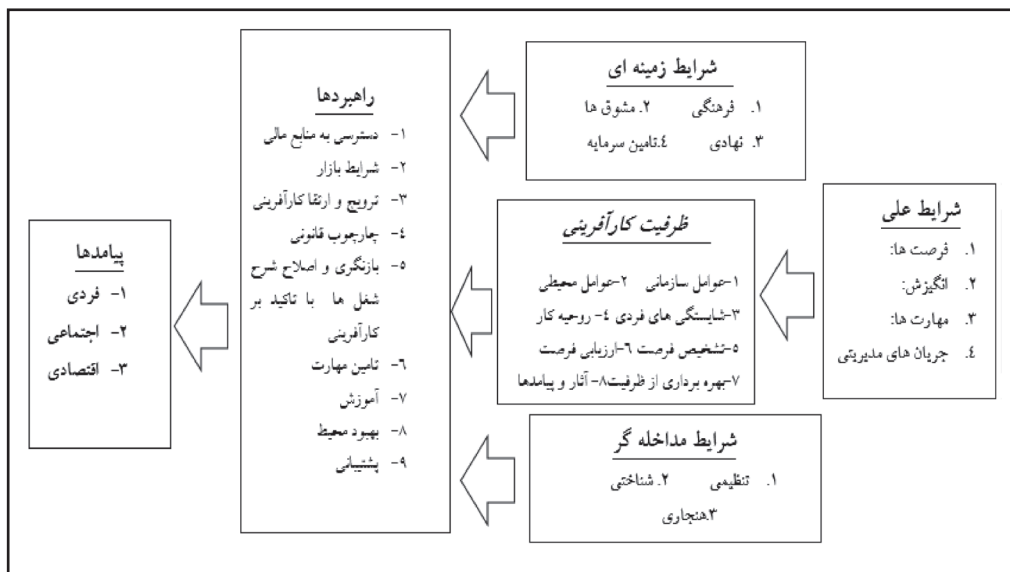 شرایط علی
۱. فرصت ها:
۲. انگیزش:
۳. مهارت ها:
٤. جریان های مدیریتی
شرایط زمینه ای
۱. فرهنگی ۲. مشوق ها
۳. نهادی ٤.تامین سرمایه
ظرفیت کارآفرینی
۱-عوامل سازمانی ۲-عوامل محیطی
۳-شایستگی های فردی ٤- روحیه کار
٥-تشخیص فرصت ٦-ارزیابی فرصت
۷-بهره برداری از ظرفیت۸- آثار و پیامدها
شرایط مداخله گر
۱. تنظیمی ۲. شناختی
۳.هنجاری
راهبردها
۱- دسترسی به منابع مالی
۲- شرایط بازار
۳- ترویج و ارتقا کارآفرینی
٤- چارچوب قانونی
٥- بازنگری و اصلاح شرح
شغل ها با تاکید بر
کارآفرینی
٦- تامین مهارت
۷- آموزش
۸- بهبود محیط
۹- پشتیبانی
پیامدها
۱- فردی
۲- اجتماعی
۳- اقتصادی